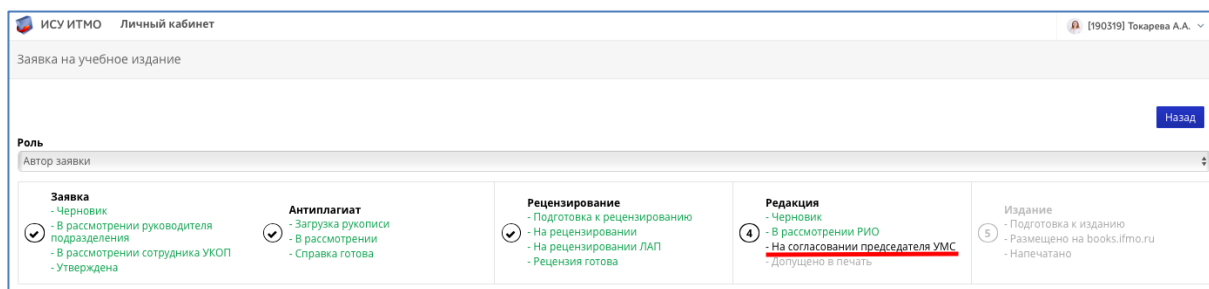 ИСУ ИТМО Личный кабинет [190319] Токарева А.А.
Заявка на учебное издание
Назад
Роль
Автор заявки
Заявка
- Черновик
- В рассмотрении руководителя
подразделения
- В рассмотрении сотрудника УКОП
- Утверждена
Антиплагиат
- Загрузка рукописи
- В рассмотрении
- Справка готова
Рецензирование
- Подготовка к рецензированию
- На рецензировании
- На рецензировании ЛАП
- Рецензия готова
4
Редакция
- Черновик
- В рассмотрении РИО
- На согласовании председателя УМС
- Допущено в печать
5
Издание
- Подготовка к изданию
- Размещено на books.ifmo.ru
- Напечатано